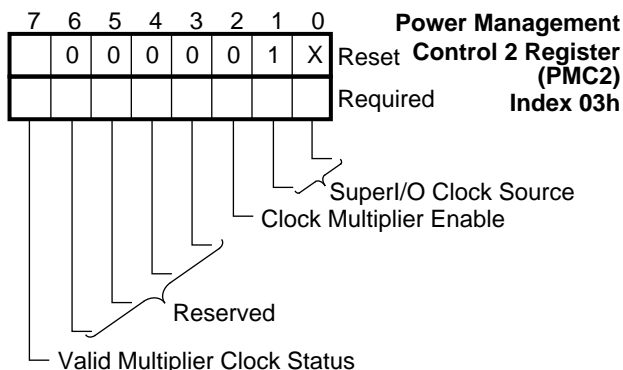 7 6 5 4 3 2 1 0
Power Management
0 0 0 0 0 1 X Reset Control 2 Register
(PMC2)
Required Index 03h
SuperI/O Clock Source
Clock Multiplier Enable
Reserved
Valid Multiplier Clock Status